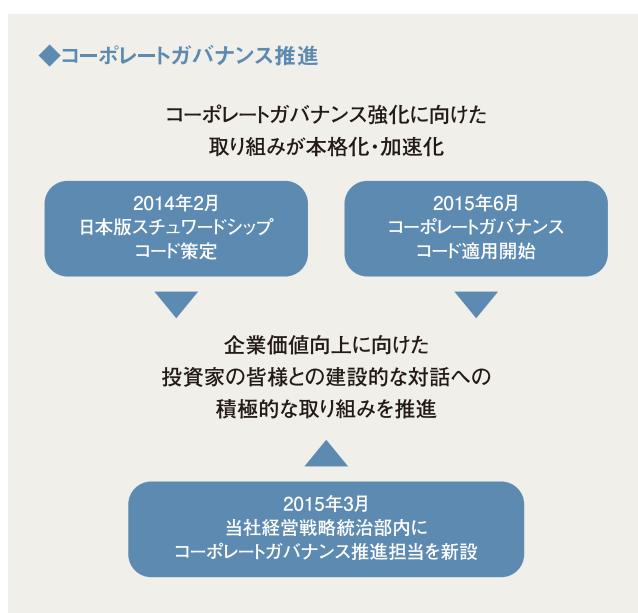 ◆コーポレートガバナンス推進
コーポレートガバナンス強化に向けた
取り組みが本格化・加速化
2014年2月
日本版スチュワードシップ
コード策定
2015年6月
コーポレートガバナンス
コード適用開始
企業価値向上に向けた
投資家の皆様との建設的な対話への
積極的な取り組みを推進
2015年3月
当社経営戦略統治部内に
コーポレートガバナンス推進担当を新設